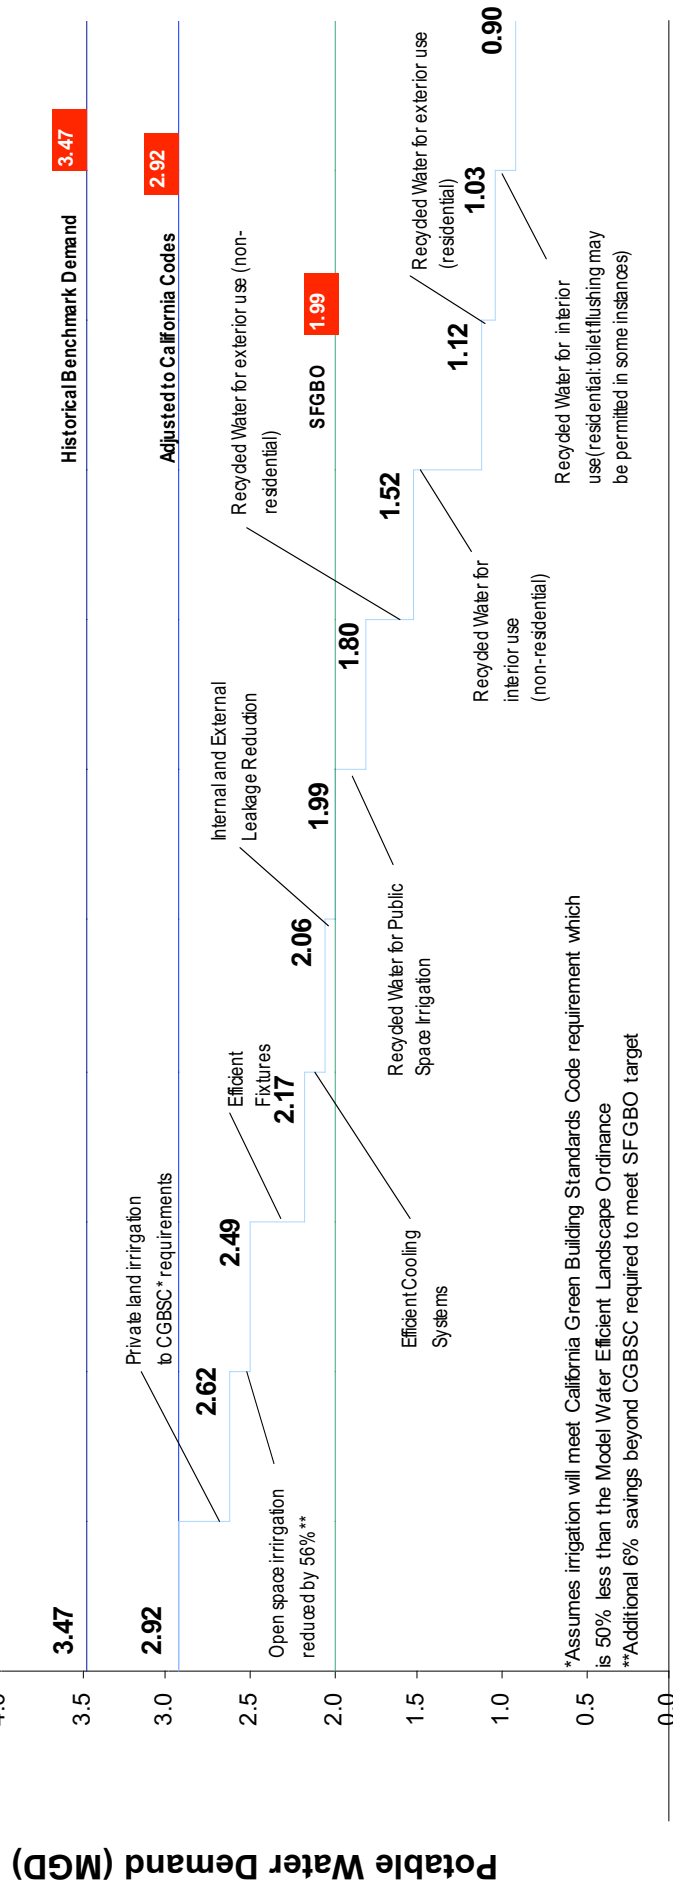 Potable Water Demand (MGD)
4.0
3.5
3.0
2.5
2.0
1.5
1.0
0.5
0.0
3.47
2.92
Historical Benchmark Demand
3.47
Adjusted to California Codes
2.92
SFGBO
1.99
Private land irrigation
to CGBSC* requirements
2.62
Open space irrirgation
reduced by 56%**
2.49
Efficient
Fixtures
2.17
Efficient Cooling
Systems
2.06
Internal and External
Leakage Reduction
1.99
Recycled Water for Public
Space Irrigation
1.80
Recycled Water for exterior use (non-
residential)
1.52
Recycled Water for
interior use
(non-residential)
1.12
Recycled Water for exterior use
(residential)
1.03
Recycled Water for interior
use(residential: toilet flushing may
be permitted in some instances)
0.90
*Assumes irrigation will meet California Green Building Standards Code requirement which
is 50% less than the Model Water Efficient Landscape Ordinance
**Additional 6% savings beyond CGBSC required to meet SFGBO target